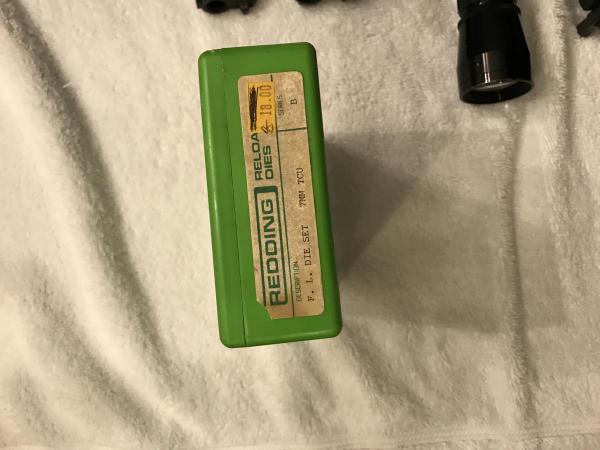 REDDING RELOA
DIES
18.00
SERIES
B
DESCRIPTION
F. L. DIE SET 7MM TCU